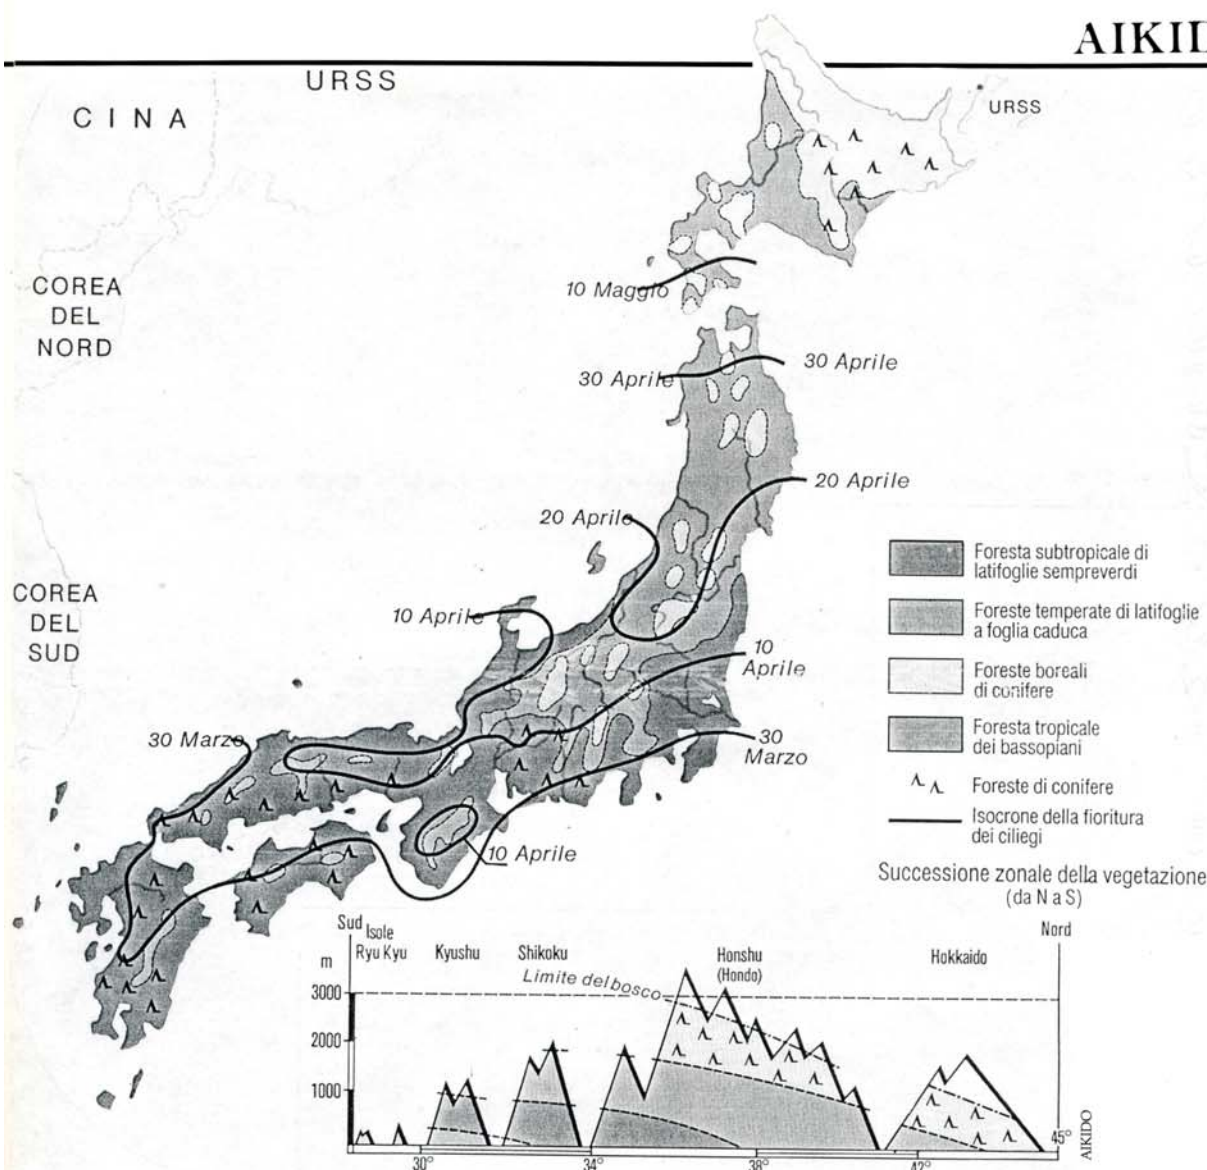 AIKID
URSS
CINA
URSS
COREA
DEL
NORD
10 Maggio
30 Aprile
30 Aprile
20 Aprile
20 Aprile
COREA
DEL
SUD
10 Aprile
10
Aprile
30 Marzo
30
Marzo
10 Aprile
Foresta subtropicale di
latifoglie sempreverdi
Foreste temperate di latifoglie
a foglia caduca
Foreste boreali
di conifere
Foresta tropicale
dei bassopiani
Foreste di conifere
Isocrone della fioritura
dei ciliegi
Successione zonale della vegetazione
(da N a S)
Sud
Isole
Ryu Kyu
Kyushu
Shikoku
Honshu
(Hondo)
Hokkaido
Nord
m
Limite del bosco
3000
2000
1000
30°
34°
38°
42°
45°
AIKIDO